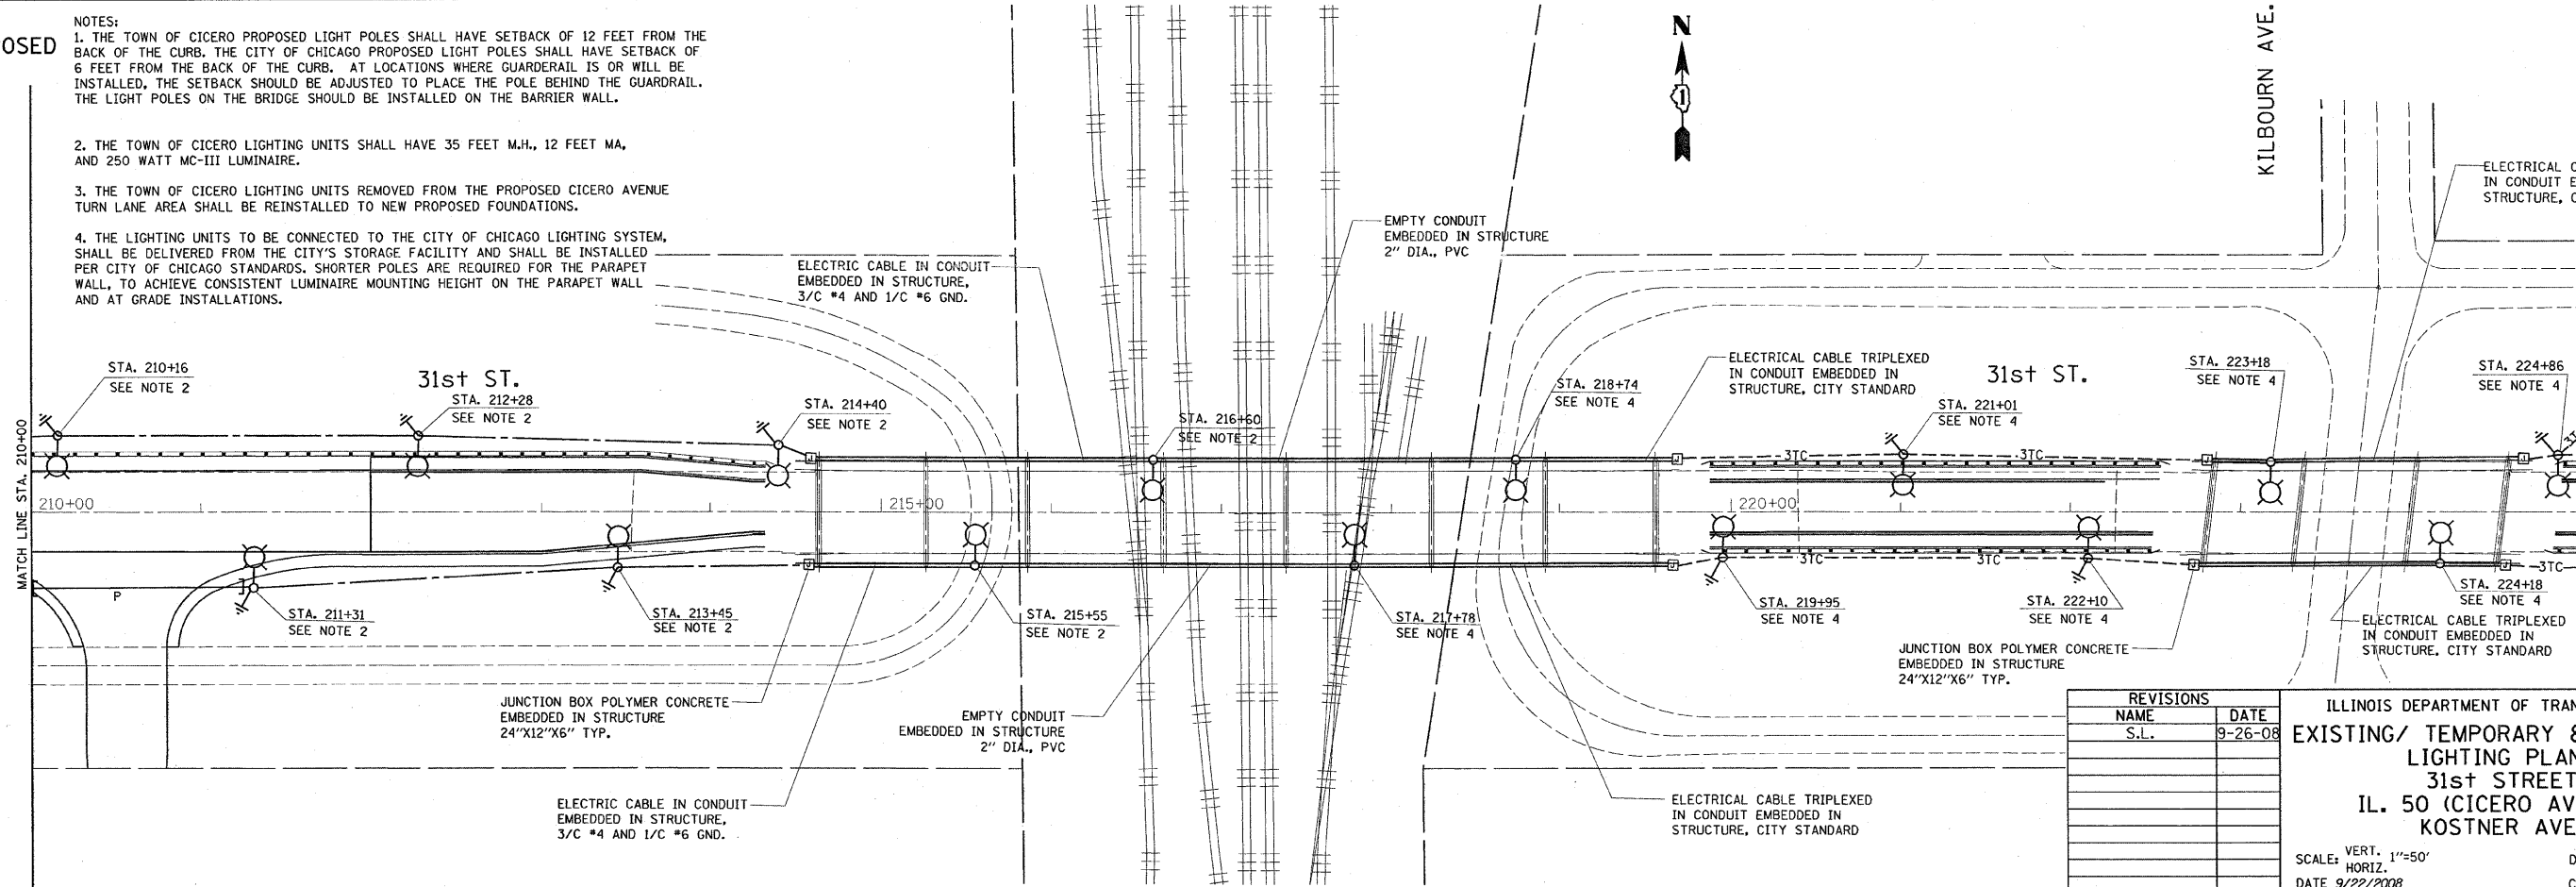 OSED
NOTES:
1. THE TOWN OF CICERO PROPOSED LIGHT POLES SHALL HAVE SETBACK OF 12 FEET FROM THE
BACK OF THE CURB. THE CITY OF CHICAGO PROPOSED LIGHT POLES SHALL HAVE SETBACK OF
6 FEET FROM THE BACK OF THE CURB. AT LOCATIONS WHERE GUARDERAIL IS OR WILL BE
INSTALLED, THE SETBACK SHOULD BE ADJUSTED TO PLACE THE POLE BEHIND THE GUARDRAIL.
THE LIGHT POLES ON THE BRIDGE SHOULD BE INSTALLED ON THE BARRIER WALL.
2. THE TOWN OF CICERO LIGHTING UNITS SHALL HAVE 35 FEET M.H., 12 FEET MA,
AND 250 WATT MC-III LUMINAIRE.
3. THE TOWN OF CICERO LIGHTING UNITS REMOVED FROM THE PROPOSED CICERO AVENUE
TURN LANE AREA SHALL BE REINSTALLED TO NEW PROPOSED FOUNDATIONS.
4. THE LIGHTING UNITS TO BE CONNECTED TO THE CITY OF CHICAGO LIGHTING SYSTEM,
SHALL BE DELIVERED FROM THE CITY'S STORAGE FACILITY AND SHALL BE INSTALLED
PER CITY OF CHICAGO STANDARDS. SHORTER POLES ARE REQUIRED FOR THE PARAPET
WALL, TO ACHIEVE CONSISTENT LUMINAIRE MOUNTING HEIGHT ON THE PARAPET WALL
AND AT GRADE INSTALLATIONS.
N
1
KILBOURN AVE.
ELECTRICAL C
IN CONDUIT E
STRUCTURE, C
EMPTY CONDUIT
EMBEDDED IN STRUCTURE
2" DIA., PVC
ELECTRIC CABLE IN CONDUIT
EMBEDDED IN STRUCTURE,
3/C #4 AND 1/C #6 GND.
STA. 210+16
SEE NOTE 2
31st ST.
STA. 212+28
SEE NOTE 2
STA. 214+40
SEE NOTE 2
STA. 216+60
SEE NOTE 2
STA. 218+74
SEE NOTE 4
ELECTRICAL CABLE TRIPLEXED
IN CONDUIT EMBEDDED IN
STRUCTURE, CITY STANDARD
31st ST.
STA. 221+01
SEE NOTE 4
STA. 223+18
SEE NOTE 4
STA. 224+86
SEE NOTE 4
MATCH LINE STA. 210+00
J
J
3TC
3TC
J
J
3T
210+00
215+00
220+00
P
J
J
3TC
3TC
J
J
3TC
STA. 211+31
SEE NOTE 2
STA. 213+45
SEE NOTE 2
STA. 215+55
SEE NOTE 2
STA. 217+78
SEE NOTE 4
STA. 219+95
SEE NOTE 4
STA. 222+10
SEE NOTE 4
STA. 224+18
SEE NOTE 4
ELECTRICAL CABLE TRIPLEXED
IN CONDUIT EMBEDDED IN
STRUCTURE, CITY STANDARD
JUNCTION BOX POLYMER CONCRETE
EMBEDDED IN STRUCTURE
24"X12"X6" TYP.
JUNCTION BOX POLYMER CONCRETE
EMBEDDED IN STRUCTURE
24"X12"X6" TYP.
EMPTY CONDUIT
EMBEDDED IN STRUCTURE
2" DIA., PVC
ELECTRIC CABLE IN CONDUIT
EMBEDDED IN STRUCTURE,
3/C #4 AND 1/C #6 GND.
ELECTRICAL CABLE TRIPLEXED
IN CONDUIT EMBEDDED IN
STRUCTURE, CITY STANDARD
REVISIONS
NAME DATE
S.L. 9-26-08
ILLINOIS DEPARTMENT OF TRAN
EXISTING/ TEMPORARY &
LIGHTING PLAN
31st STREET
IL. 50 (CICERO AV
KOSTNER AVE
SCALE: VERT. 1"=50'
HORIZ.
DATE 9/22/2008